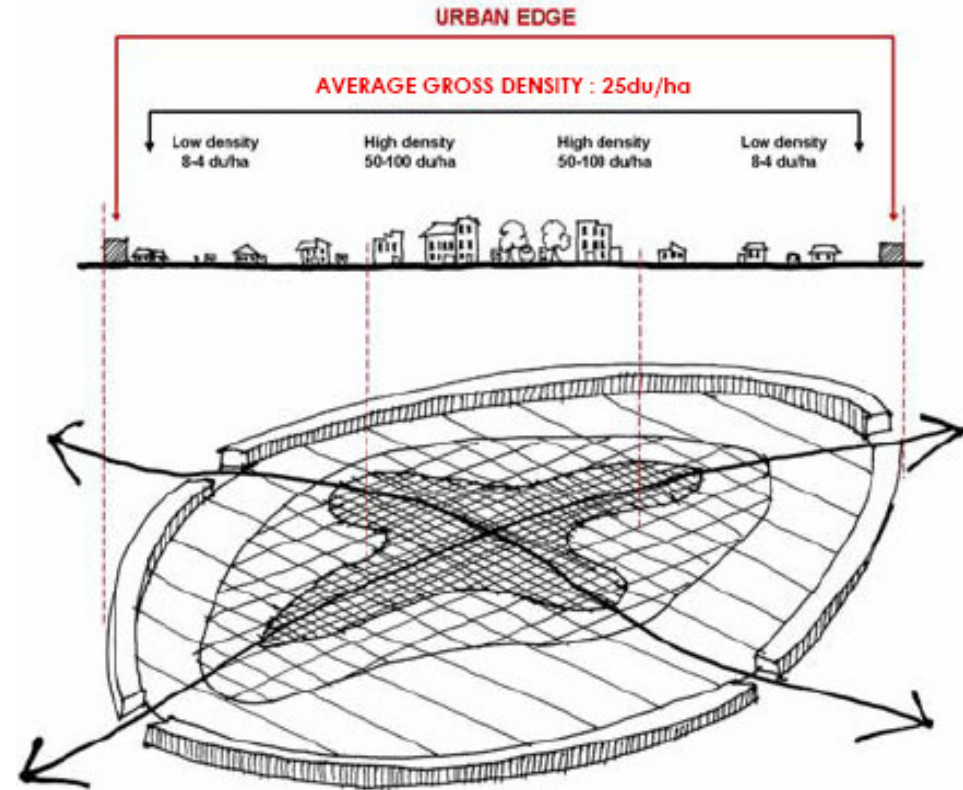 URBAN EDGE
AVERAGE GROSS DENSITY : 25du/ha
Low density
8-4 du/ha
High density
50-100 du/ha
High density
50-100 du/ha
Low density
8-4 du/ha